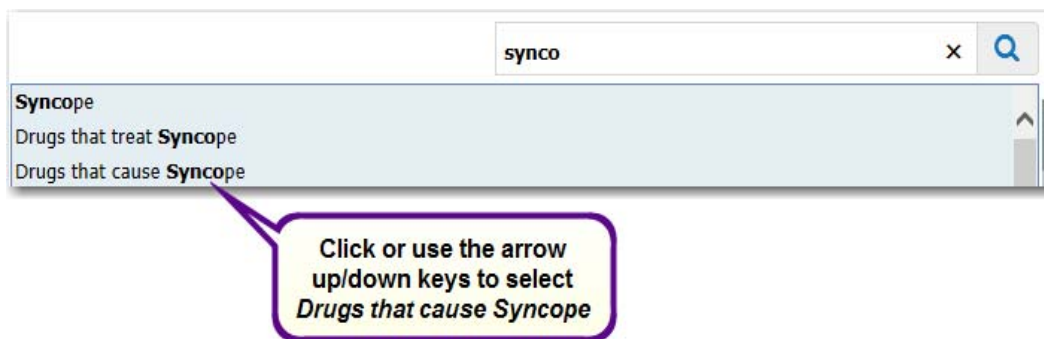 synco
Syncope
Drugs that treat Syncope
Drugs that cause Syncope
Click or use the arrow
up/down keys to select
Drugs that cause Syncope